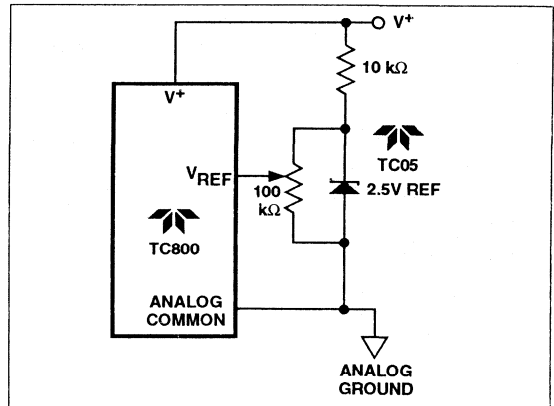 V+
10 kΩ
V+
TC05
VREF
100
kΩ
2.5V REF
TC800
ANALOG
COMMON
ANALOG
GROUND